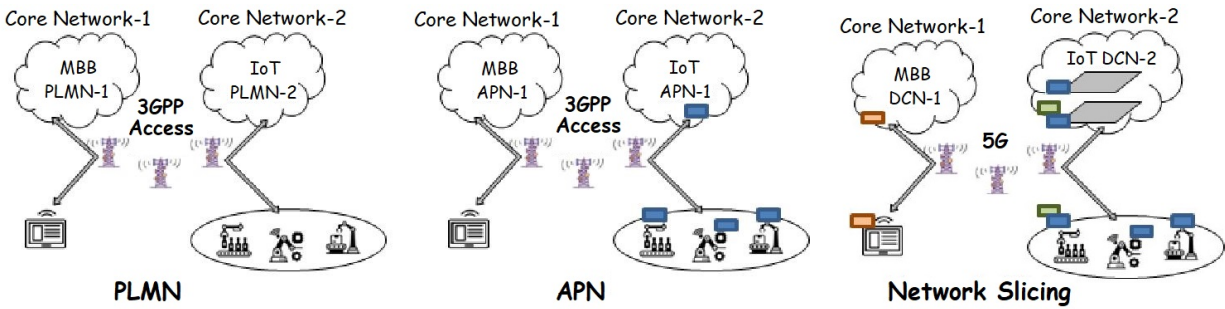 Core Network-1
Core Network-2
MBB
PLMN-1
IoT
PLMN-2
3GPP
Access
PLMN
Core Network-1
Core Network-2
MBB
APN-1
IoT
APN-1
3GPP
Access
APN
Core Network-1
Core Network-2
MBB
DCN-1
IoT DCN-2
5G
Network Slicing